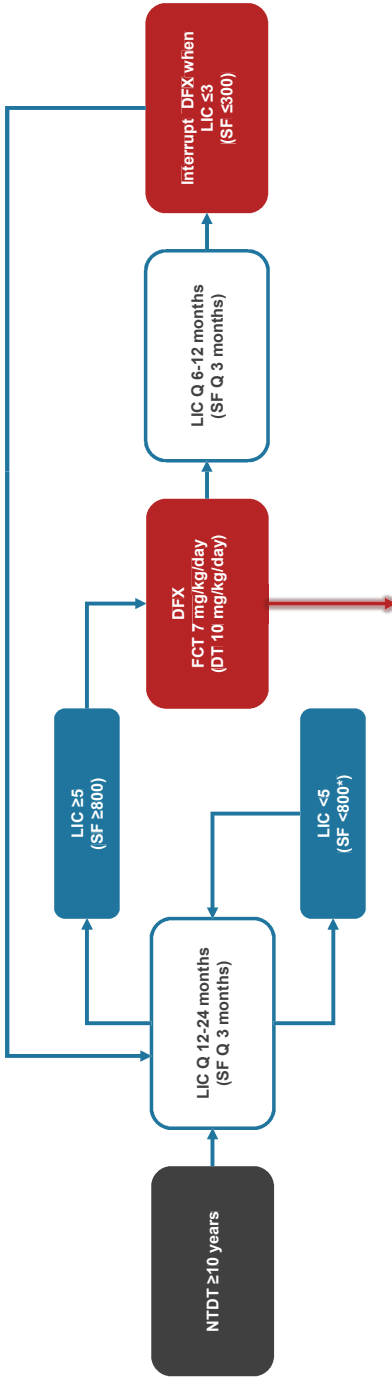 NTDT ≥10 years
LIC Q 12-24 months
(SF Q 3 months)
LIC ≥5
(SF ≥800)
LIC <5
(SF <800*)
DFX
FCT 7 mg/kg/day
(DT 10 mg/kg/day)
LIC Q 6-12 months
(SF Q 3 months)
Interrupt DFX when
LIC ≤3
(SF ≤300)